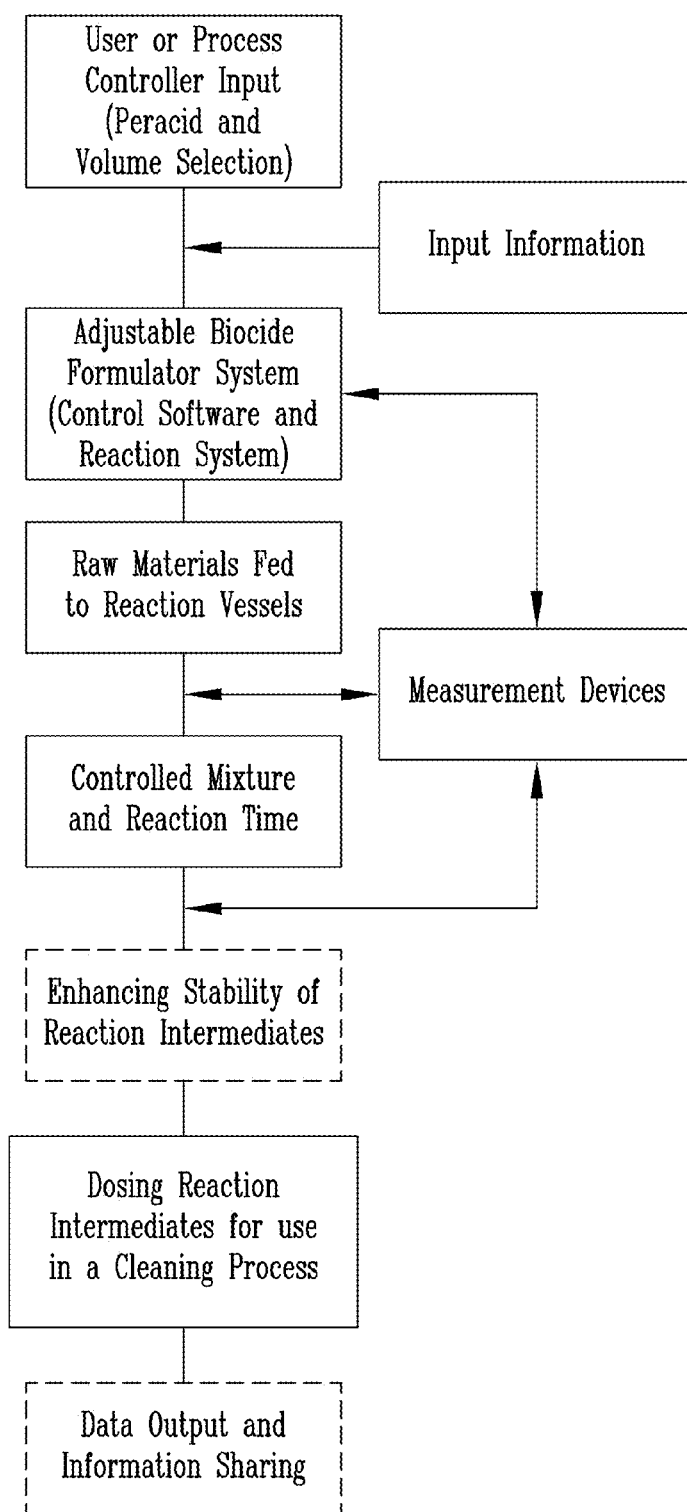 User or Process
Controller Input
(Peracid and
Volume Selection)
Input Information
Adjustable Biocide
Formulator System
(Control Software and
Reaction System)
Raw Materials Fed
to Reaction Vessels
Measurement Devices
Controlled Mixture
and Reaction Time
Enhancing Stability of
Reaction Intermediates
Dosing Reaction
Intermediates for use
in a Cleaning Process
Data Output and
Information Sharing